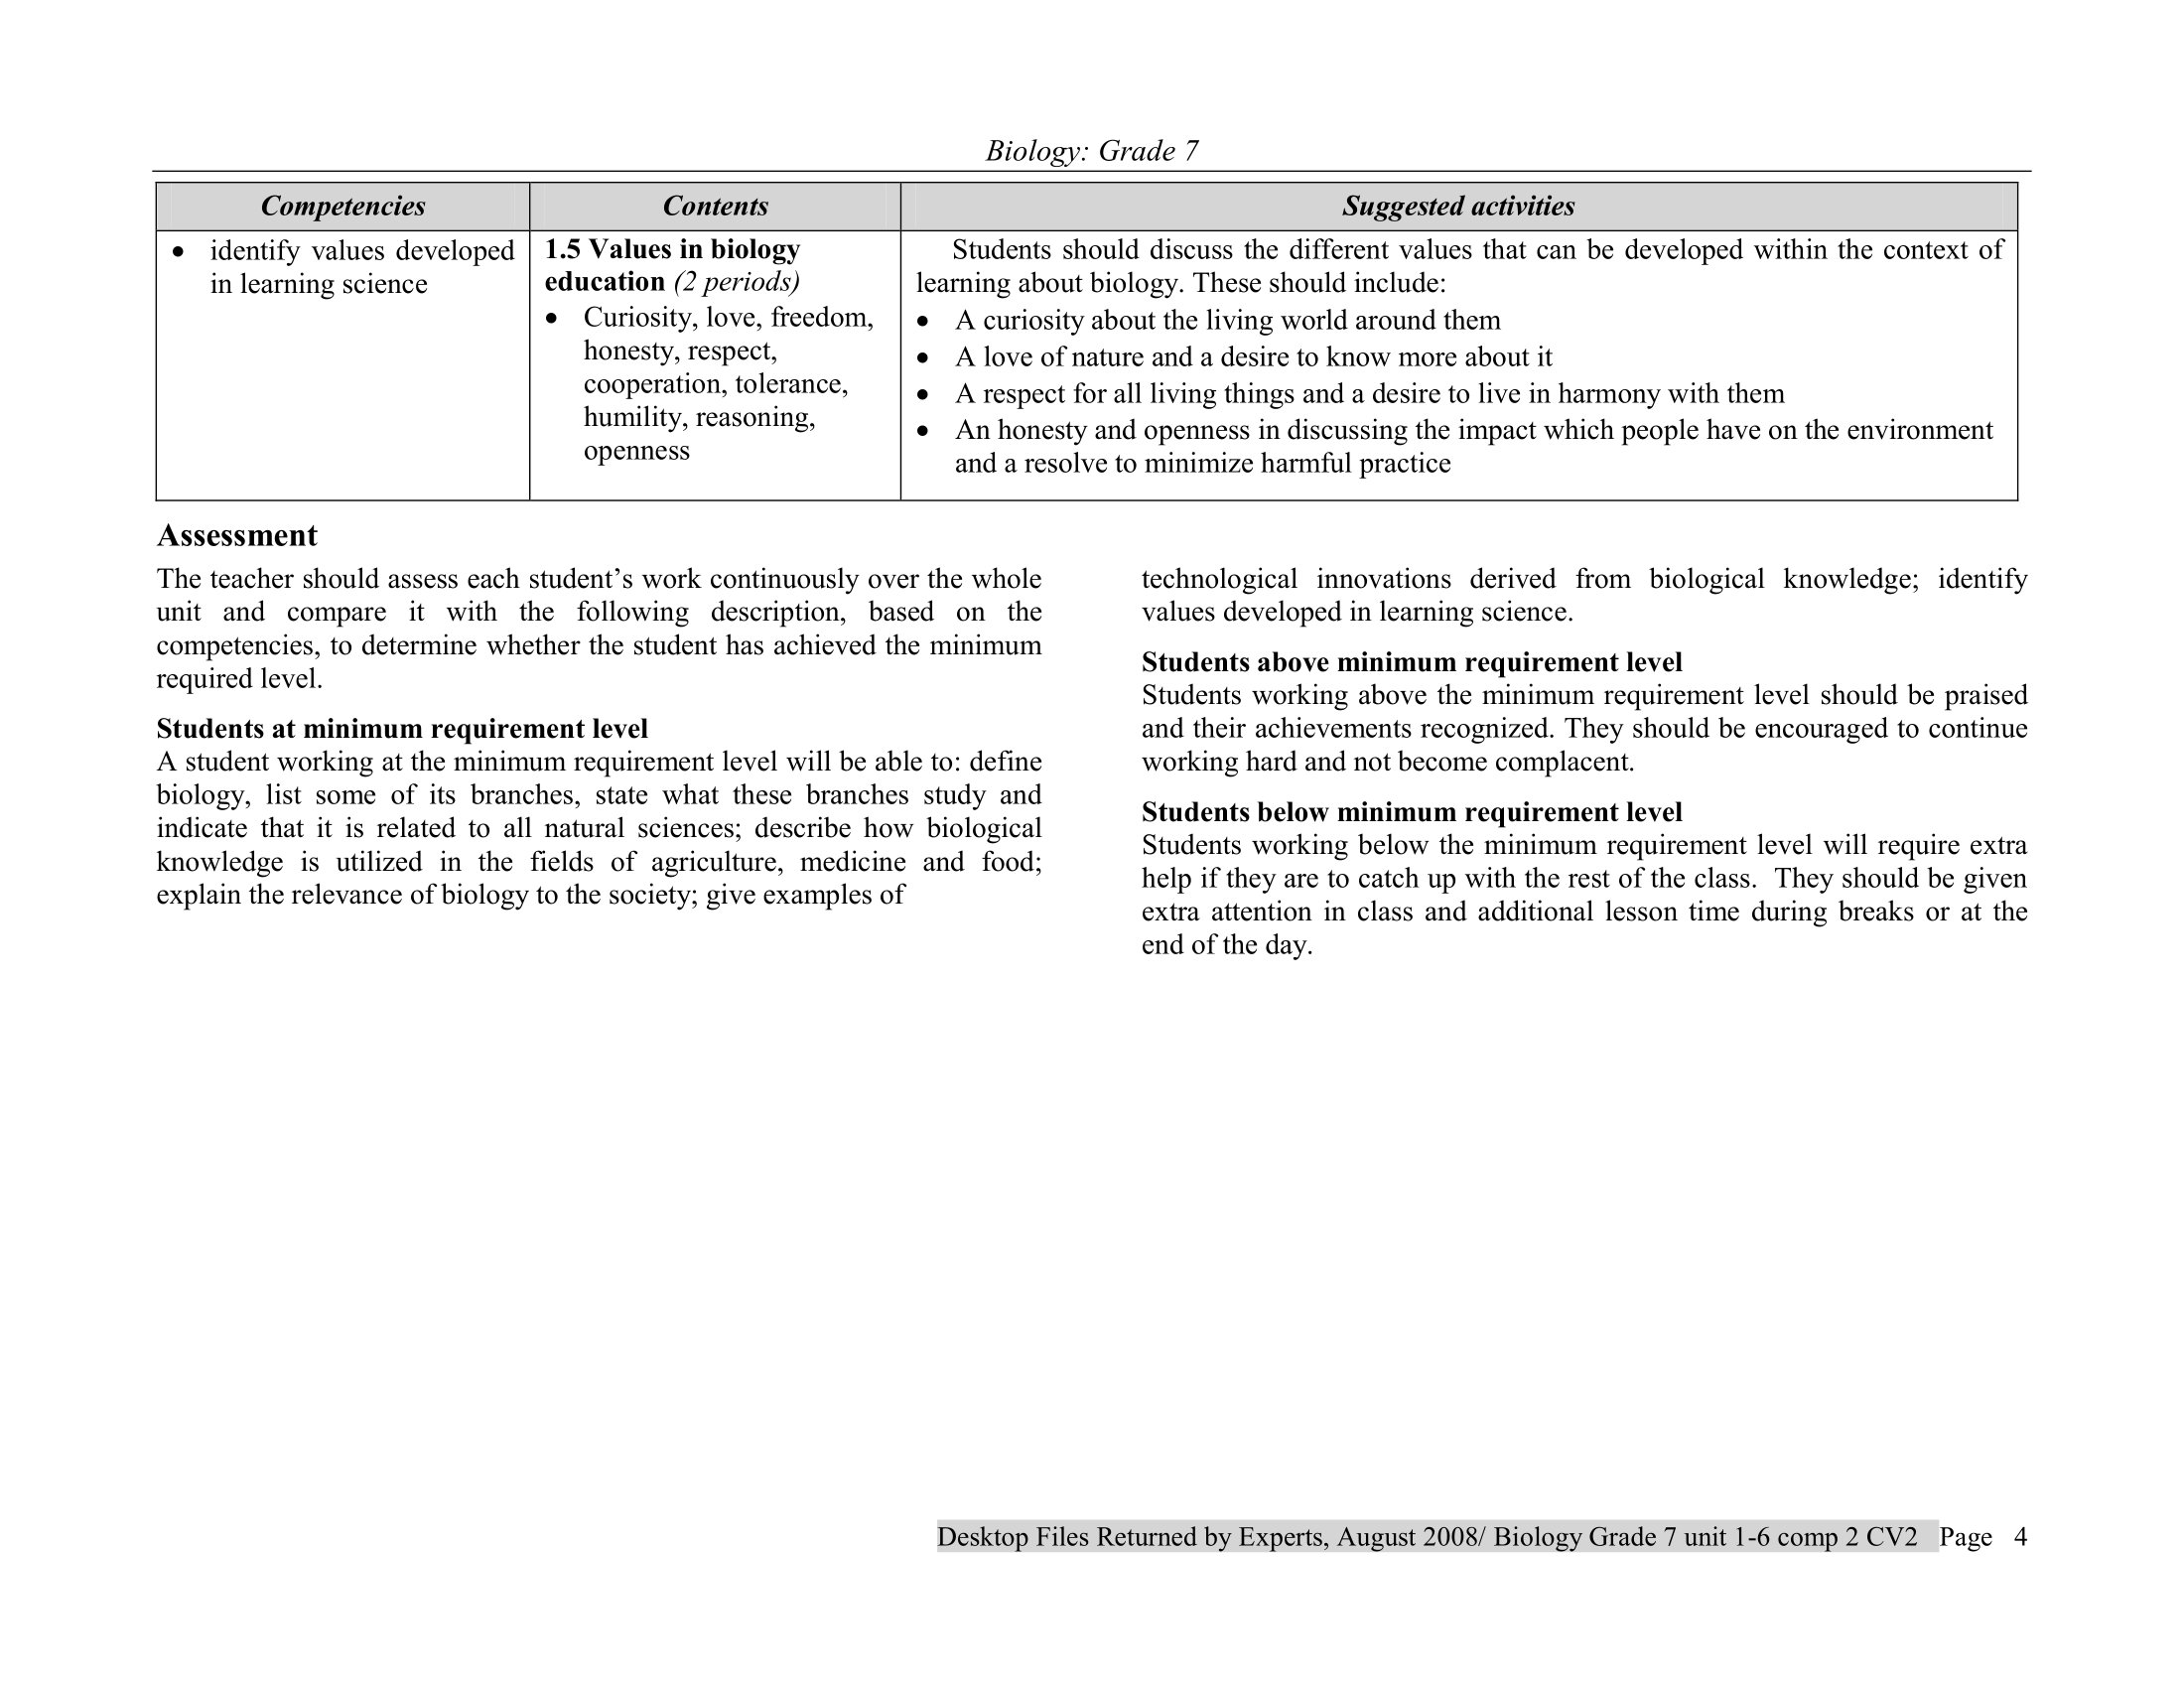 Biology: Grade 7
Competencies
Contents
Suggested activities
• identify values developed
in learning science
1.5 Values in biology
education (2 periods)
• Curiosity, love, freedom,
honesty, respect,
cooperation, tolerance,
humility, reasoning,
openness
Students should discuss the different values that can be developed within the context of
learning about biology. These should include:
• A curiosity about the living world around them
• A love of nature and a desire to know more about it
• A respect for all living things and a desire to live in harmony with them
• An honesty and openness in discussing the impact which people have on the environment
and a resolve to minimize harmful practice
Assessment
The teacher should assess each student’s work continuously over the whole
unit and compare it with the following description, based on the
competencies, to determine whether the student has achieved the minimum
required level.
Students at minimum requirement level
A student working at the minimum requirement level will be able to: define
biology, list some of its branches, state what these branches study and
indicate that it is related to all natural sciences; describe how biological
knowledge is utilized in the fields of agriculture, medicine and food;
explain the relevance of biology to the society; give examples of
technological innovations derived from biological knowledge; identify
values developed in learning science.
Students above minimum requirement level
Students working above the minimum requirement level should be praised
and their achievements recognized. They should be encouraged to continue
working hard and not become complacent.
Students below minimum requirement level
Students working below the minimum requirement level will require extra
help if they are to catch up with the rest of the class. They should be given
extra attention in class and additional lesson time during breaks or at the
end of the day.
Desktop Files Returned by Experts, August 2008/ Biology Grade 7 unit 1-6 comp 2 CV2 Page 4